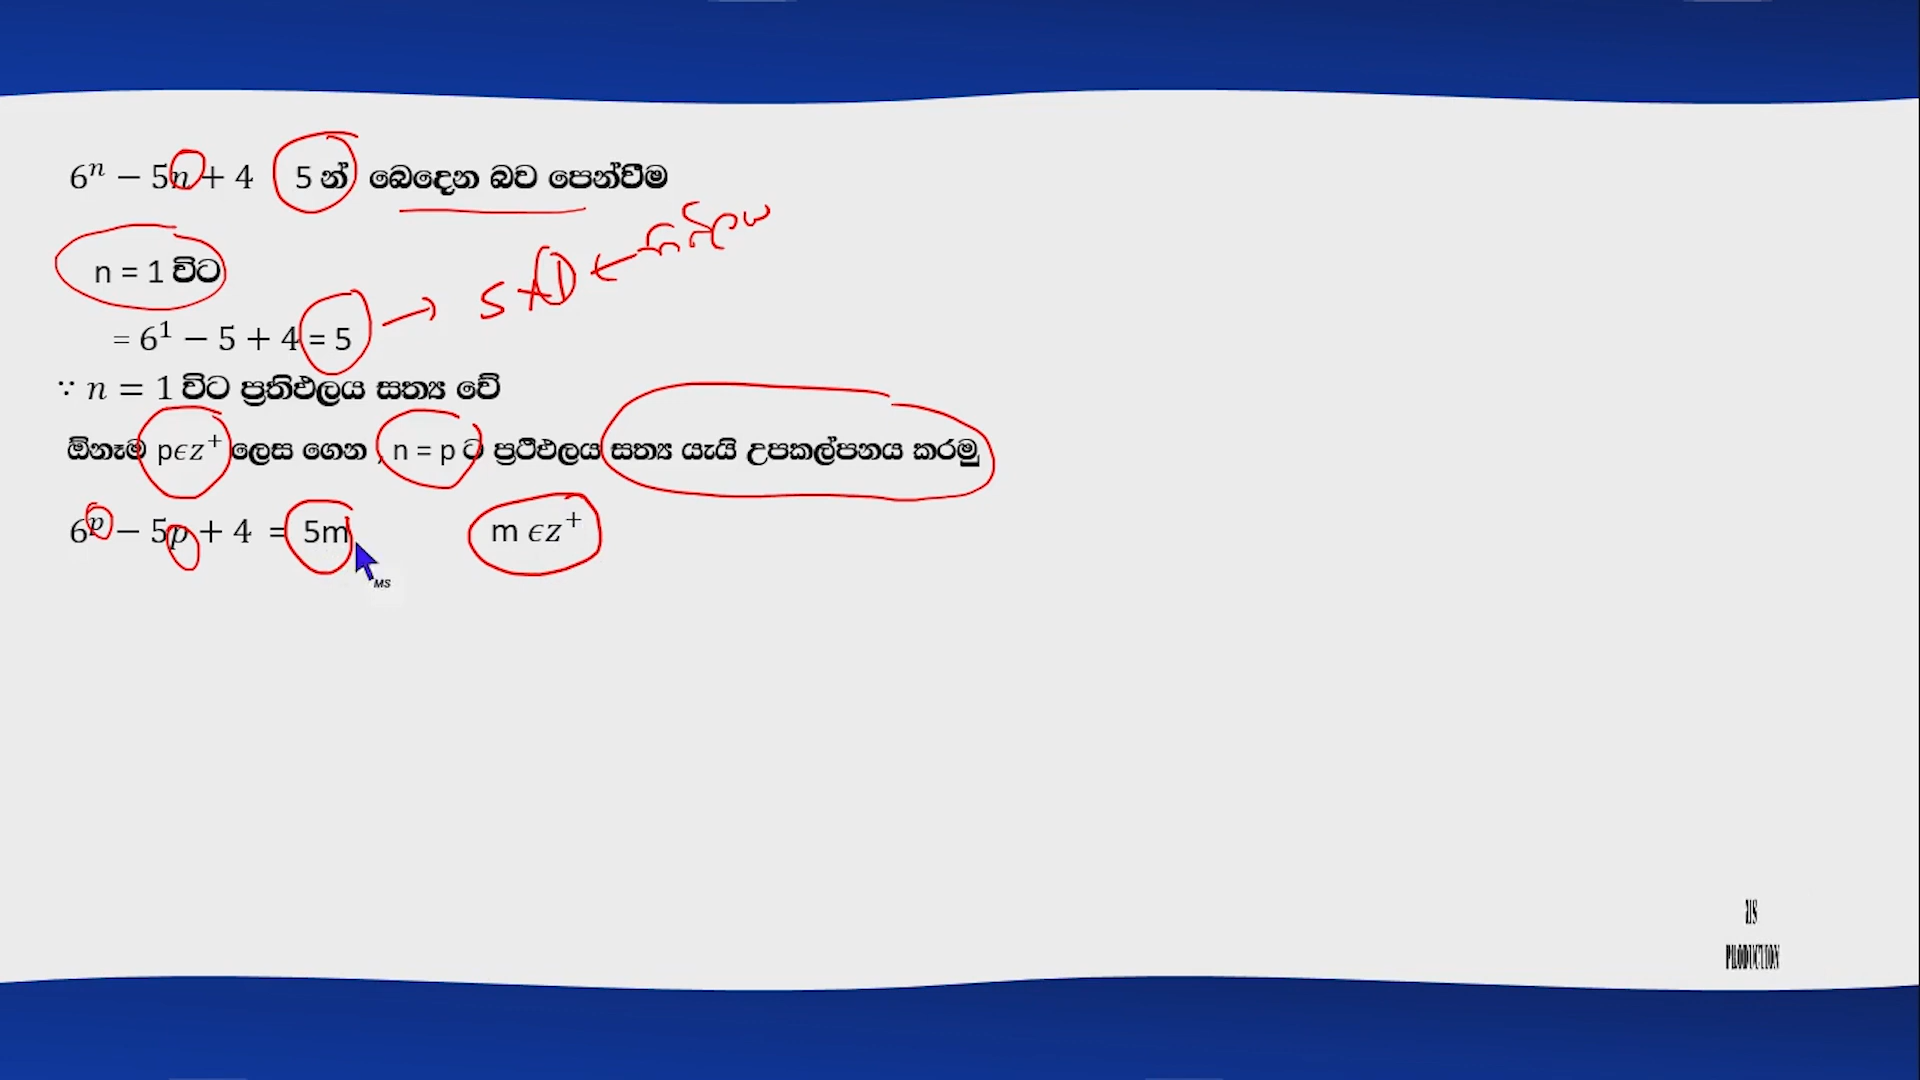 6ⁿ − 5n + 4 5 න් බෙදෙන බව පෙන්වීම
n = 1 විට
5 × 1 ←
= 6¹ − 5 + 4 = 5 →
∵ n = 1 විට ප්‍රතිඵලය සත්‍ය වේ
ඕනෑම pϵz⁺ ලෙස ගෙන , n = p ට ප්‍රථිඵලය සත්‍ය යැයි උපකල්පනය කරමු
6ᵖ − 5p + 4 = 5m m ϵz⁺
MS
MS
PRODUCTION